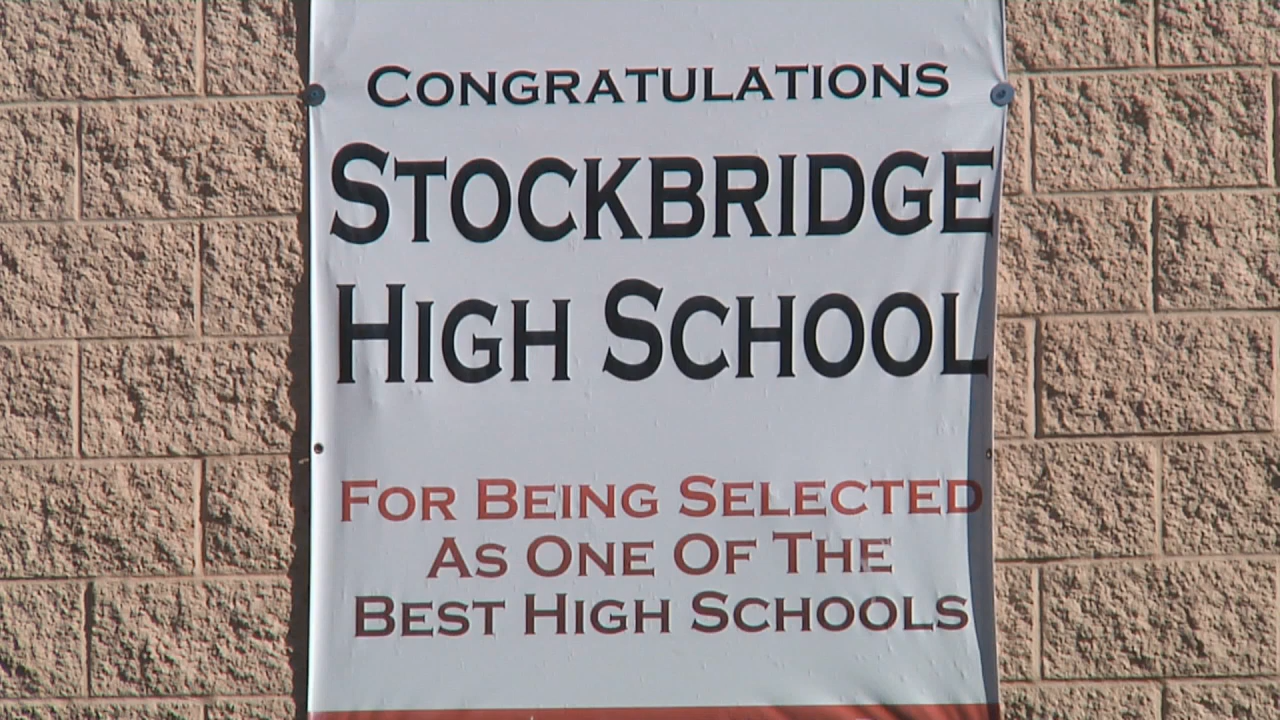 CONGRATULATIONS
STOCKBRIDGE
HIGH SCHOOL
FOR BEING SELECTED
AS ONE OF THE
BEST HIGH SCHOOLS